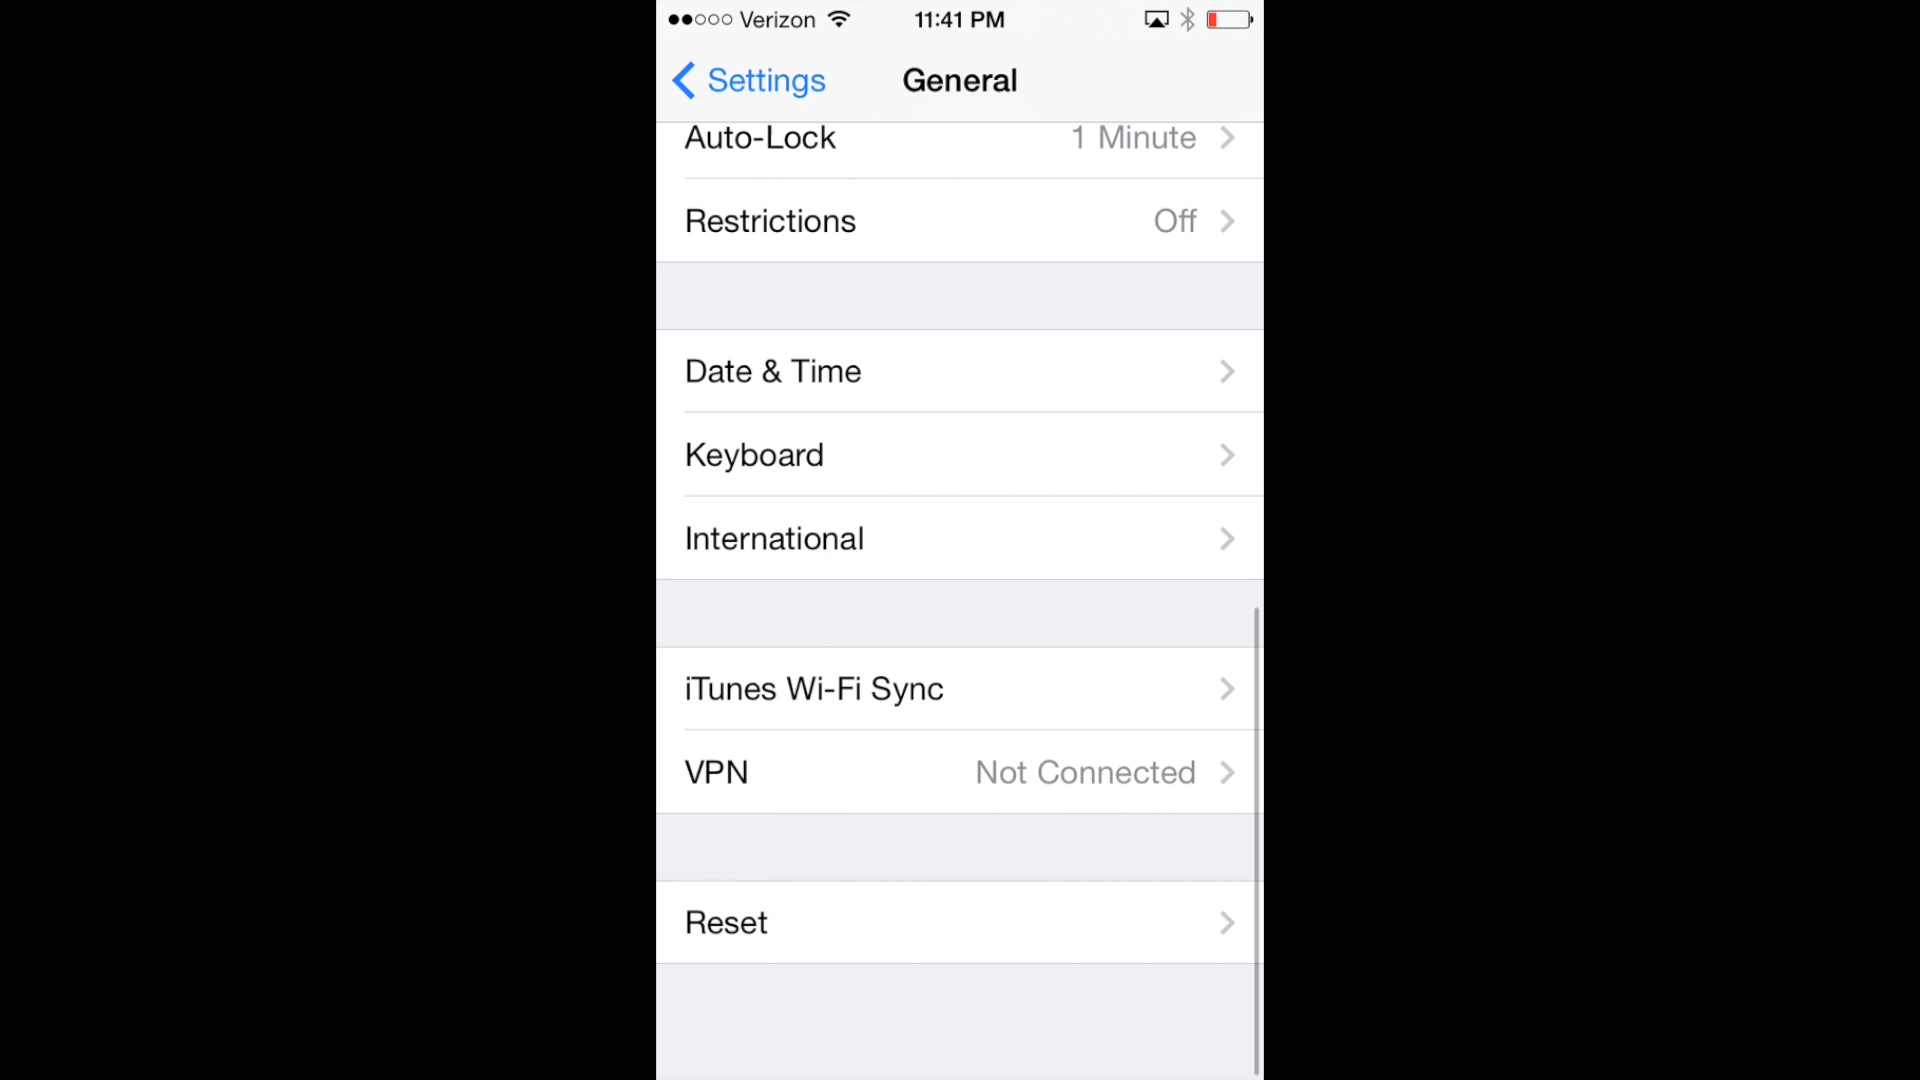 Verizon 11:41 PM
Settings General
Auto-Lock 1 Minute
Restrictions Off
Date & Time
Keyboard
International
iTunes Wi-Fi Sync
VPN Not Connected
Reset